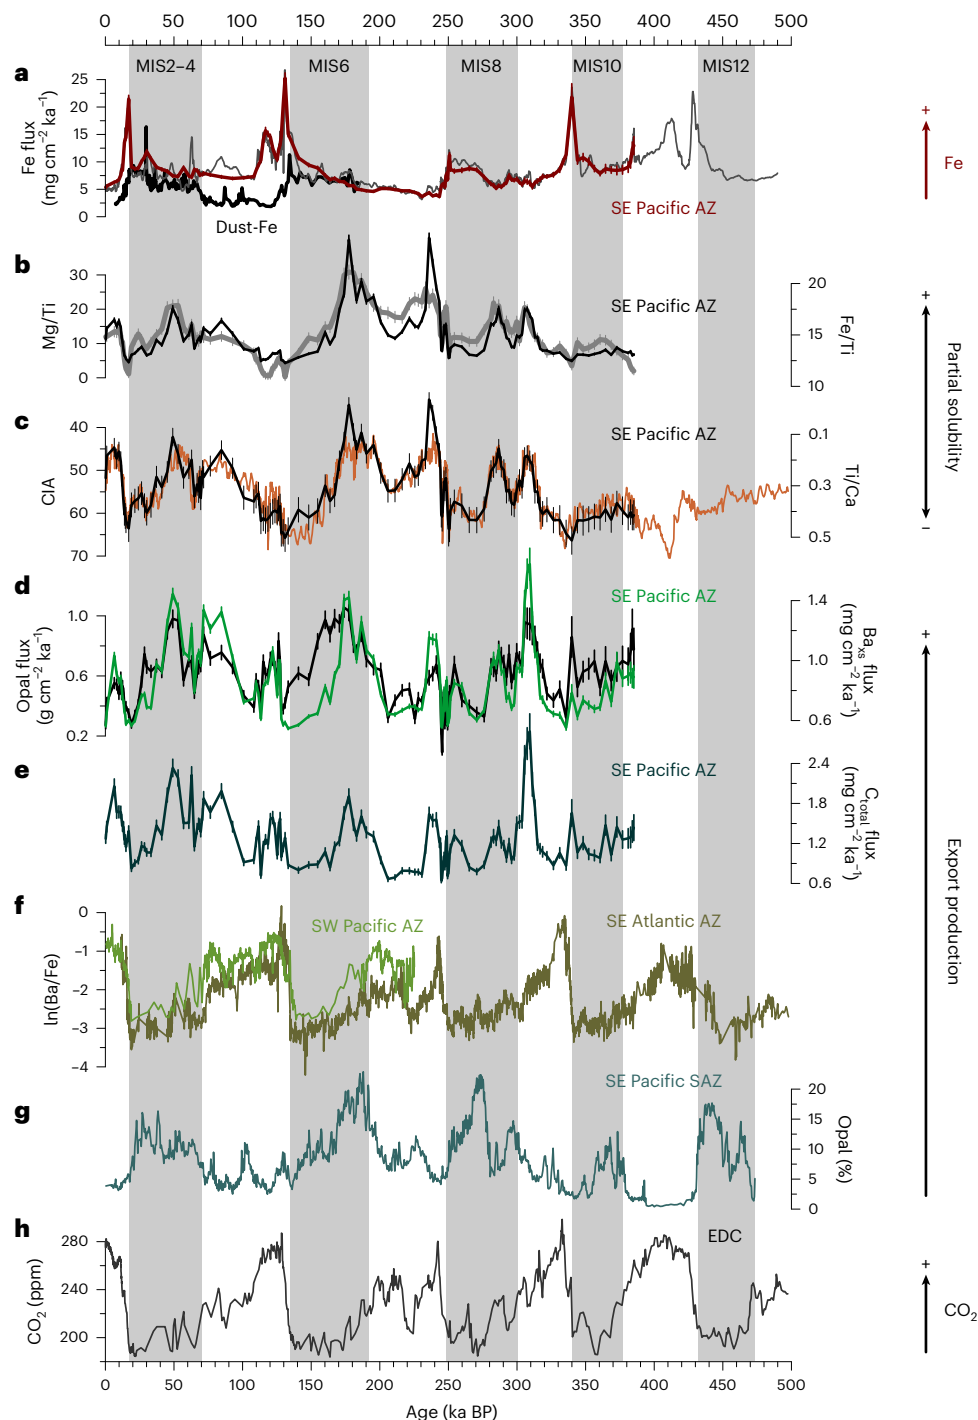 0 50 100 150 200 250 300 350 400 450 500
MIS2–4 MIS6 MIS8 MIS10 MIS12
a
25
20
15
10
5
0
Fe flux
(mg cm−2 ka−1)
Dust-Fe
SE Pacific AZ
+
Fe
b
30
20
10
0
Mg/Ti
SE Pacific AZ
20
15
10
Fe/Ti
+
Partial solubility
–
c
40
50
60
70
CIA
SE Pacific AZ
0.1
0.3
0.5
Ti/Ca
d
1.0
0.6
0.2
Opal flux
(g cm−2 ka−1)
SE Pacific AZ
1.4
1.0
0.6
Baxs flux
(mg cm−2 ka−1)
+
Export production
e
SE Pacific AZ
2.4
1.8
1.2
0.6
Ctotal flux
(mg cm−2 ka−1)
f
0
–1
–2
–3
–4
ln(Ba/Fe)
SW Pacific AZ
SE Atlantic AZ
g
SE Pacific SAZ
20
15
10
5
0
Opal (%)
h
280
240
200
CO2 (ppm)
EDC
+
CO2
0 50 100 150 200 250 300 350 400 450 500
Age (ka BP)